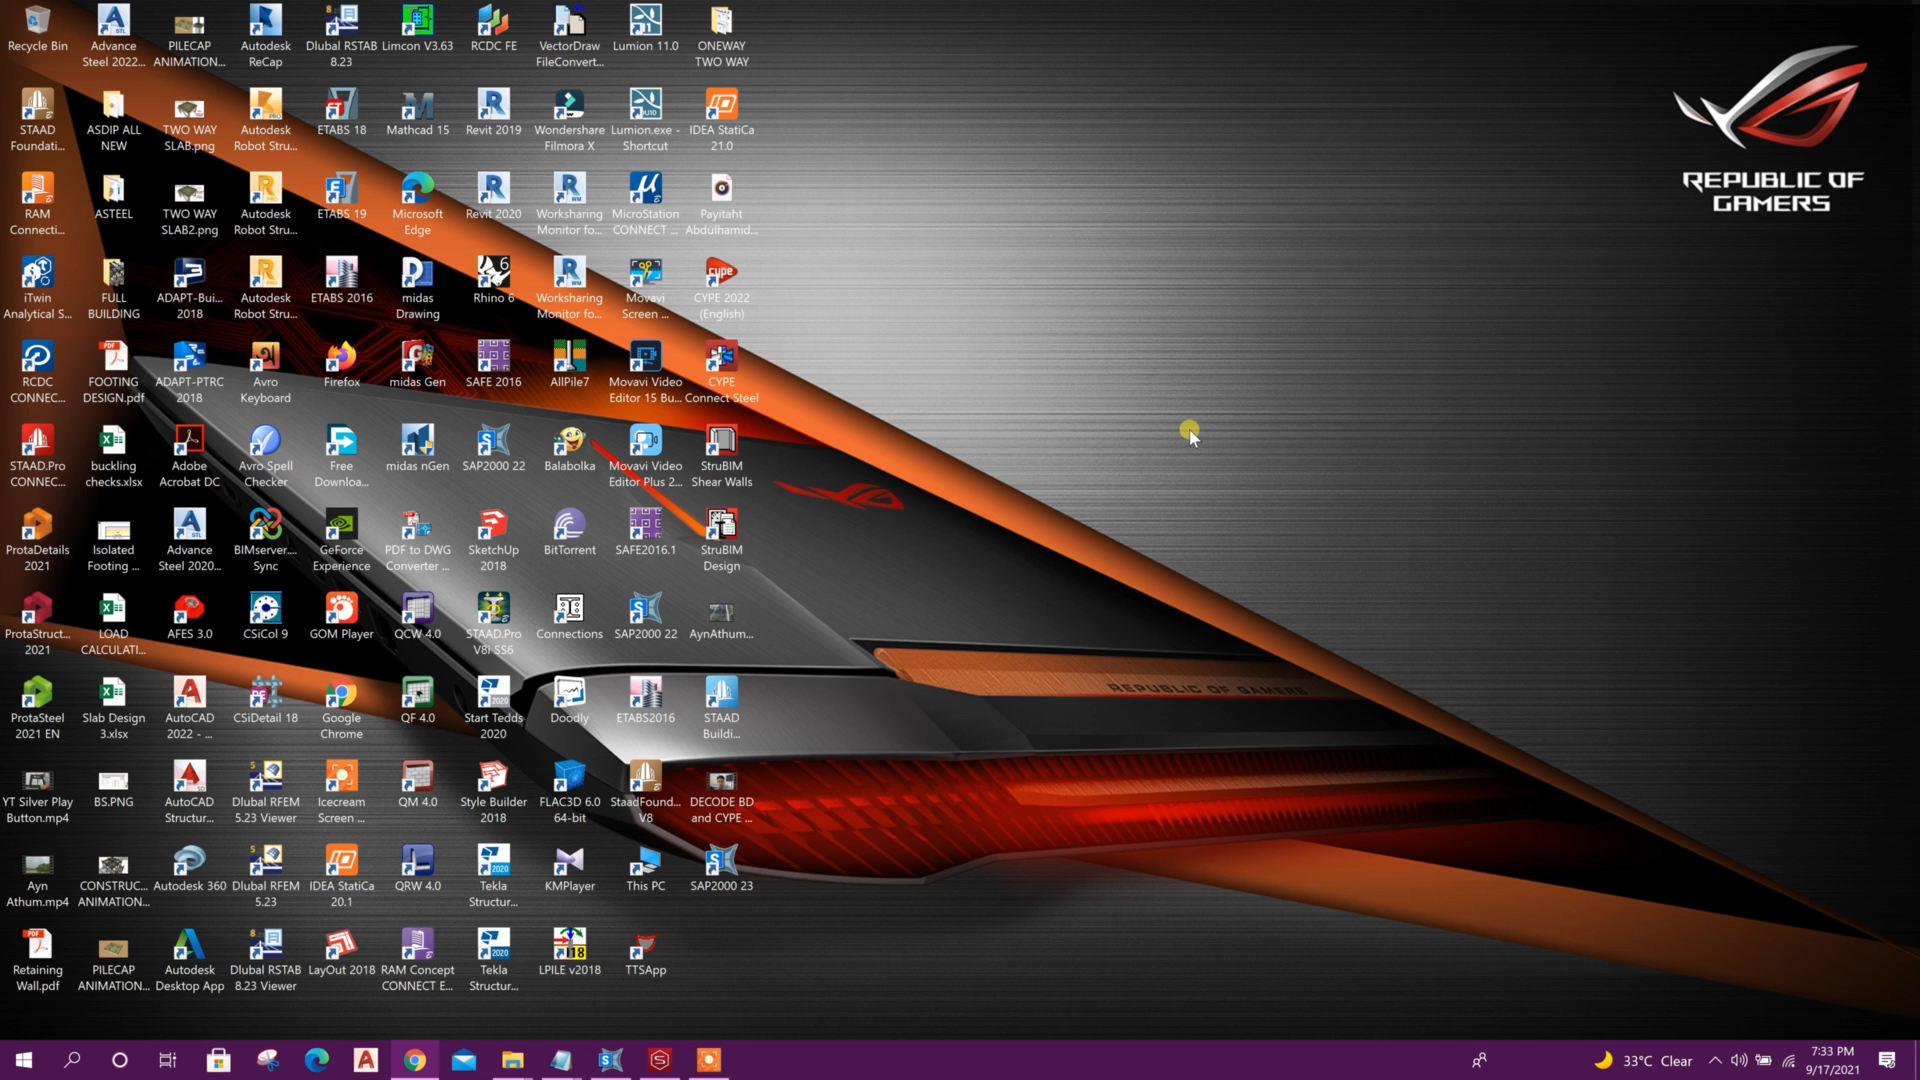 Recycle Bin
Advance
Steel 2022...
PILECAP
ANIMATION...
Autodesk
ReCap
Dlubal RSTAB
8.23
Limcon V3.63
RCDC FE
VectorDraw
FileConvert...
Lumion 11.0
ONEWAY
TWO WAY
STAAD
Foundati...
ASDIP ALL
NEW
TWO WAY
SLAB.png
Autodesk
Robot Stru...
ETABS 18
Mathcad 15
Revit 2019
Wondershare
Filmora X
Lumion.exe -
Shortcut
IDEA StatiCa
21.0
RAM
Connecti...
ASTEEL
TWO WAY
SLAB2.png
Autodesk
Robot Stru...
ETABS 19
Microsoft
Edge
Revit 2020
Worksharing
Monitor fo...
MicroStation
CONNECT ...
Payitaht
Abdulhamid...
iTwin
Analytical S...
FULL
BUILDING
ADAPT-Bui...
2018
Autodesk
Robot Stru...
ETABS 2016
midas
Drawing
Rhino 6
Worksharing
Monitor fo...
Movavi
Screen ...
CYPE 2022
(English)
RCDC
CONNEC...
FOOTING
DESIGN.pdf
ADAPT-PTRC
2018
Avro
Keyboard
Firefox
midas Gen
SAFE 2016
AllPile7
Movavi Video
Editor 15 Bu...
CYPE
Connect Steel
STAAD.Pro
CONNEC...
buckling
checks.xlsx
Adobe
Acrobat DC
Avro Spell
Checker
Free
Downloa...
midas nGen
SAP2000 22
Balabolka
Movavi Video
Editor Plus 2...
StruBIM
Shear Walls
ProtaDetails
2021
Isolated
Footing ...
Advance
Steel 2020...
BIMserver....
Sync
GeForce
Experience
PDF to DWG
Converter ...
SketchUp
2018
BitTorrent
SAFE2016.1
StruBIM
Design
ProtaStruct...
2021
LOAD
CALCULATI...
AFES 3.0
CSiCol 9
GOM Player
QCW 4.0
STAAD.Pro
V8i SS6
Connections
SAP2000 22
AynAthum...
ProtaSteel
2021 EN
Slab Design
3.xlsx
AutoCAD
2022 - ...
CSiDetail 18
Google
Chrome
QF 4.0
Start Tedds
2020
Doodly
ETABS2016
STAAD
Buildi...
YT Silver Play
Button.mp4
BS.PNG
AutoCAD
Structur...
Dlubal RFEM
5.23 Viewer
Icecream
Screen ...
QM 4.0
Style Builder
2018
FLAC3D 6.0
64-bit
StaadFound...
V8
DECODE BD
and CYPE ...
Ayn
Athum.mp4
CONSTRUC...
ANIMATION...
Autodesk 360
Dlubal RFEM
5.23
IDEA StatiCa
20.1
QRW 4.0
Tekla
Structur...
KMPlayer
This PC
SAP2000 23
Retaining
Wall.pdf
PILECAP
ANIMATION...
Autodesk
Desktop App
Dlubal RSTAB
8.23 Viewer
LayOut 2018
RAM Concept
CONNECT E...
Tekla
Structur...
LPILE v2018
TTSApp
REPUBLIC OF
GAMERS
REPUBLIC OF GAMERS
33°C Clear
7:33 PM
9/17/2021